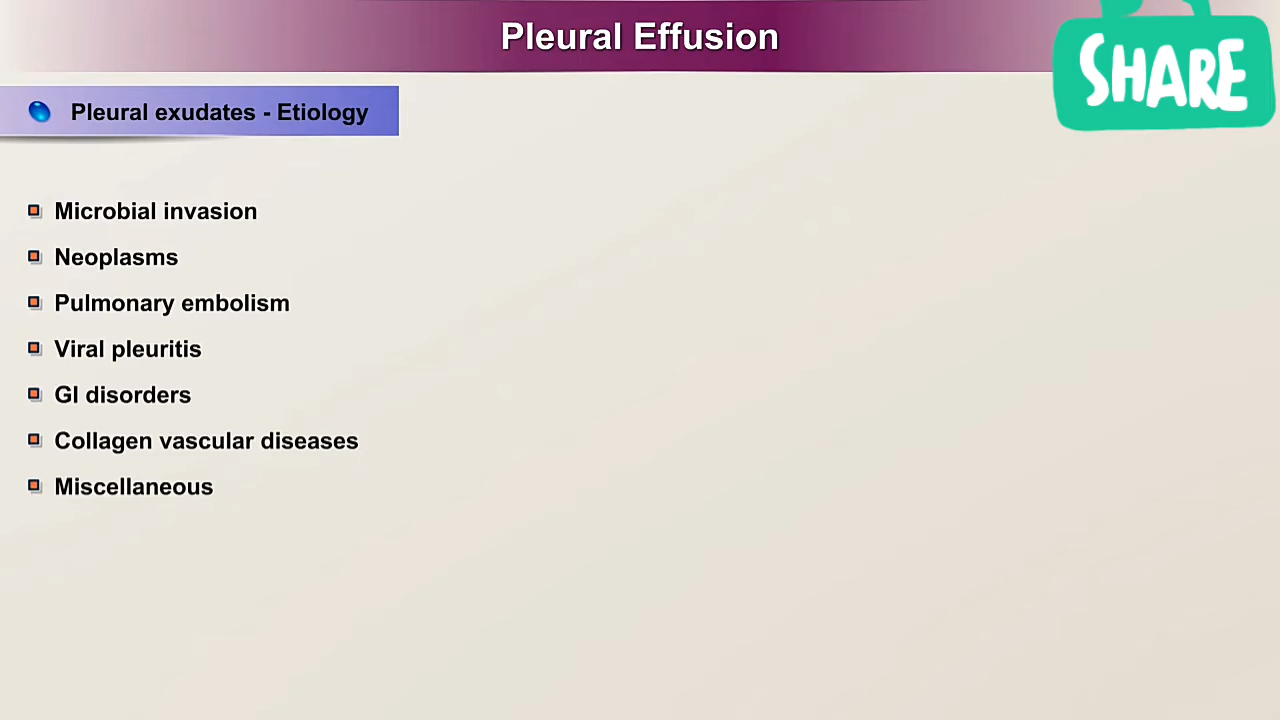 Pleural Effusion
SHARE
Pleural exudates - Etiology
Microbial invasion
Neoplasms
Pulmonary embolism
Viral pleuritis
GI disorders
Collagen vascular diseases
Miscellaneous